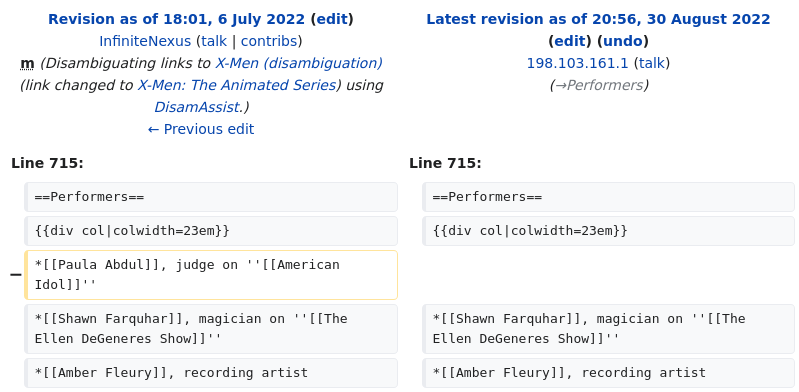 Revision as of 18:01, 6 July 2022 (edit)
InfiniteNexus (talk | contribs)
m (Disambiguating links to X-Men (disambiguation)
(link changed to X-Men: The Animated Series) using
DisamAssist.)
← Previous edit
Latest revision as of 20:56, 30 August 2022
(edit) (undo)
198.103.161.1 (talk)
(→Performers)
Line 715:
Line 715:
==Performers==
==Performers==
{{div col|colwidth=23em}}
{{div col|colwidth=23em}}
− *[[Paula Abdul]], judge on ''[[American
Idol]]''
*[[Shawn Farquhar]], magician on ''[[The
Ellen DeGeneres Show]]''
*[[Shawn Farquhar]], magician on ''[[The
Ellen DeGeneres Show]]''
*[[Amber Fleury]], recording artist
*[[Amber Fleury]], recording artist